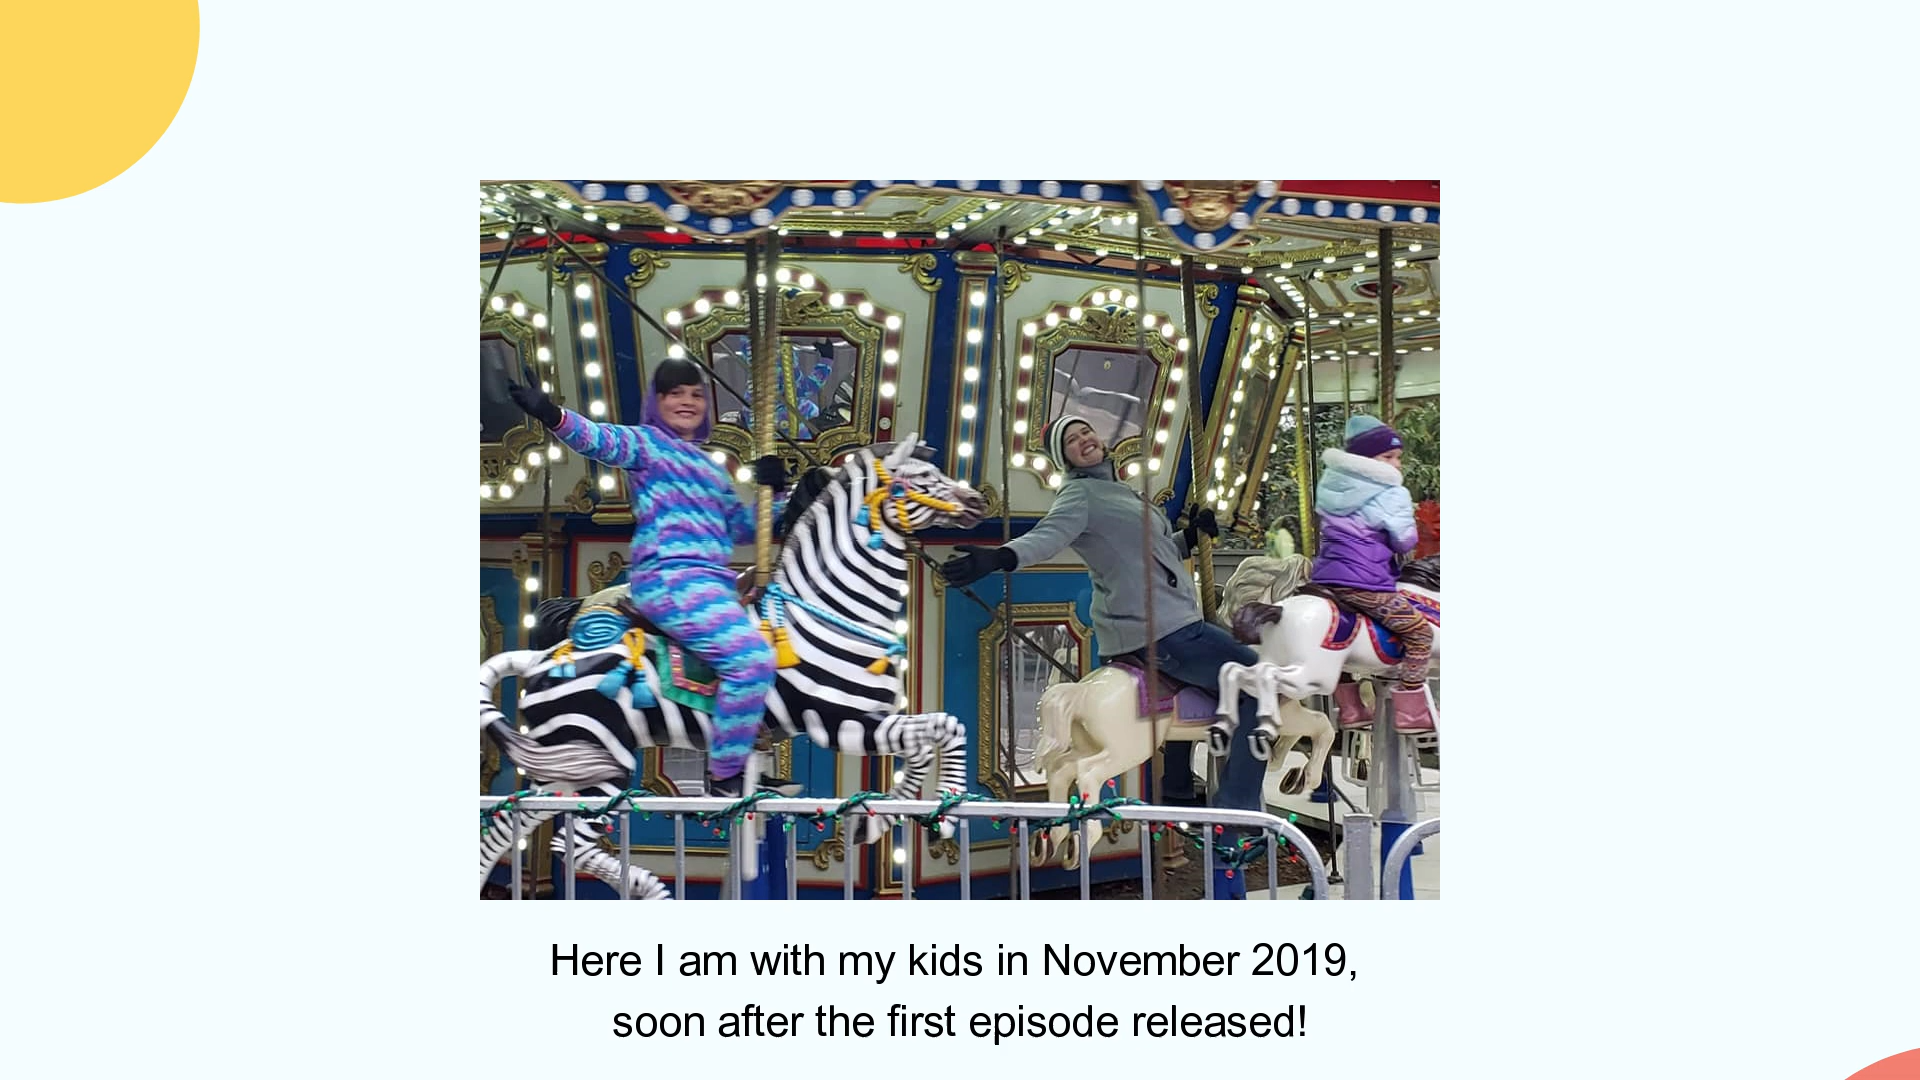 Here I am with my kids in November 2019,
soon after the first episode released!